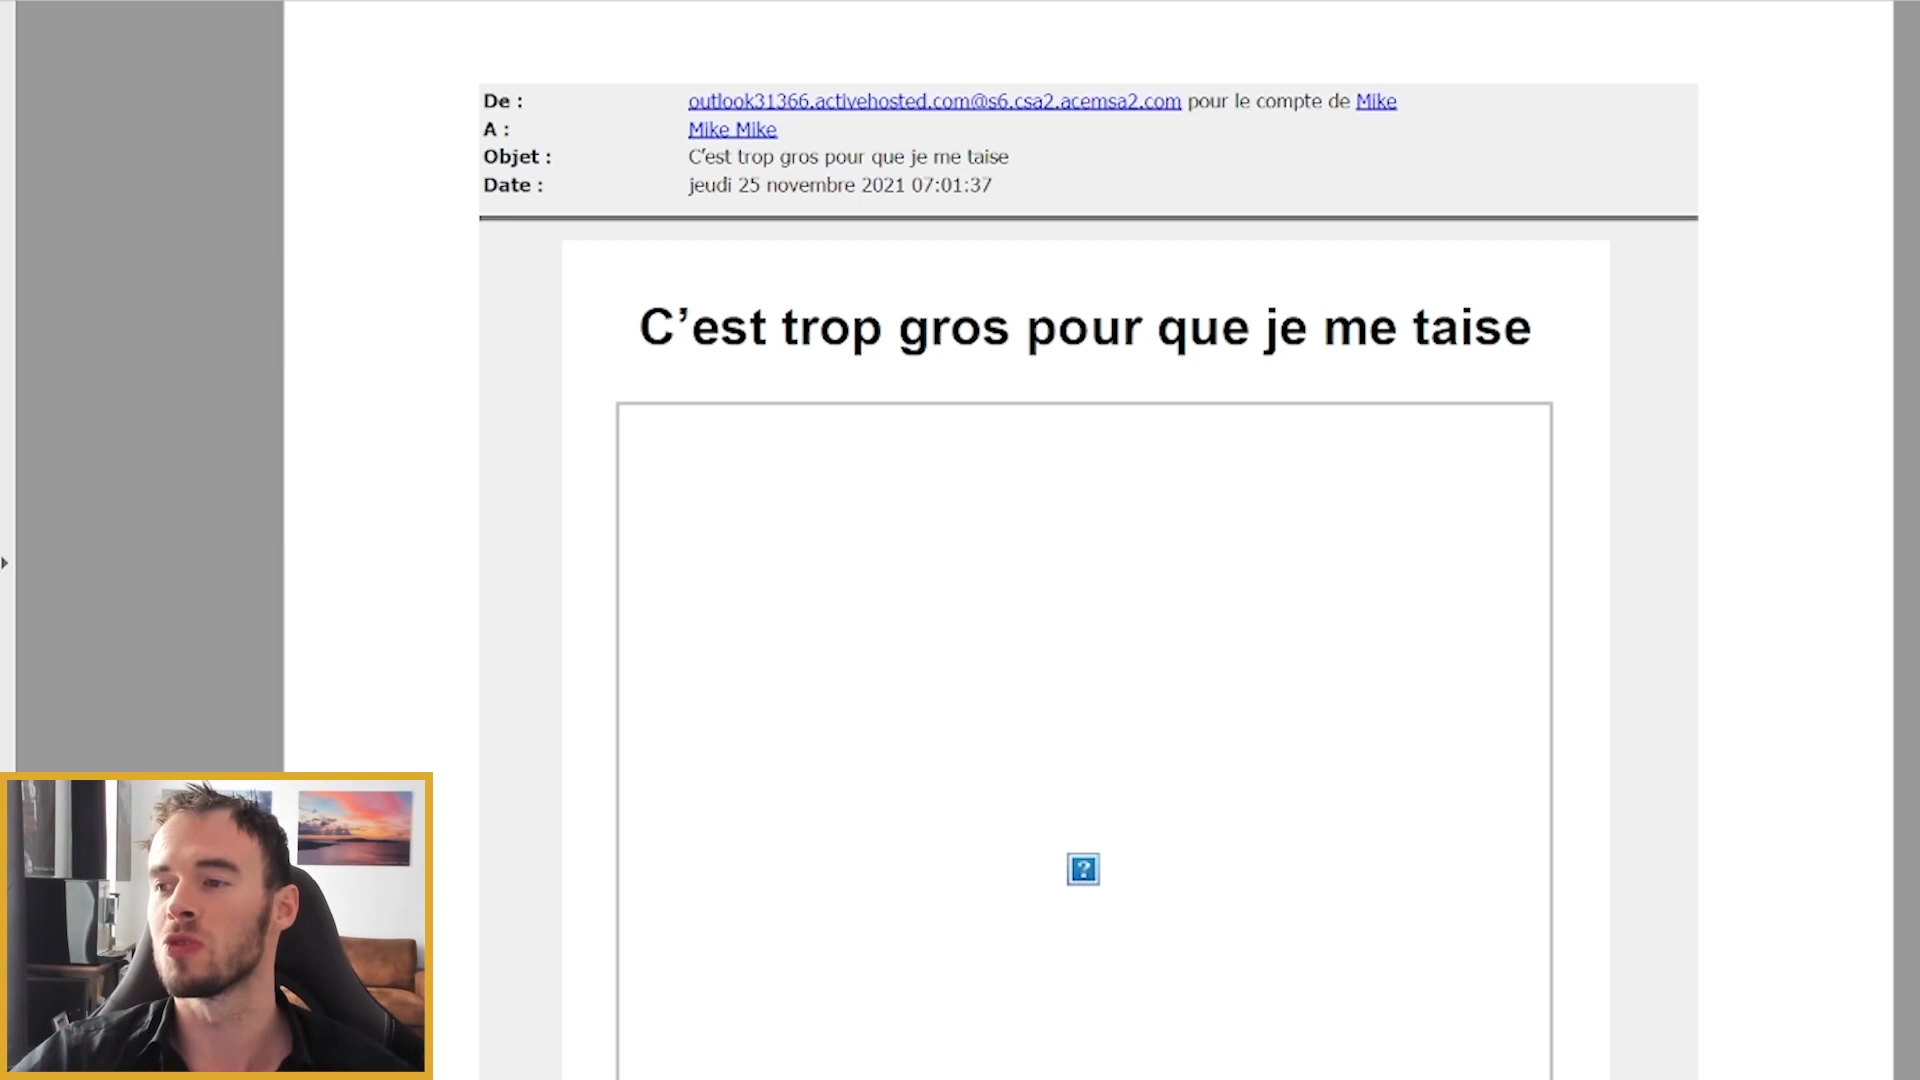 De : outlook31366.activehosted.com@s6.csa2.acemsa2.com pour le compte de Mike
A : Mike Mike
Objet : C'est trop gros pour que je me taise
Date : jeudi 25 novembre 2021 07:01:37
C’est trop gros pour que je me taise
?